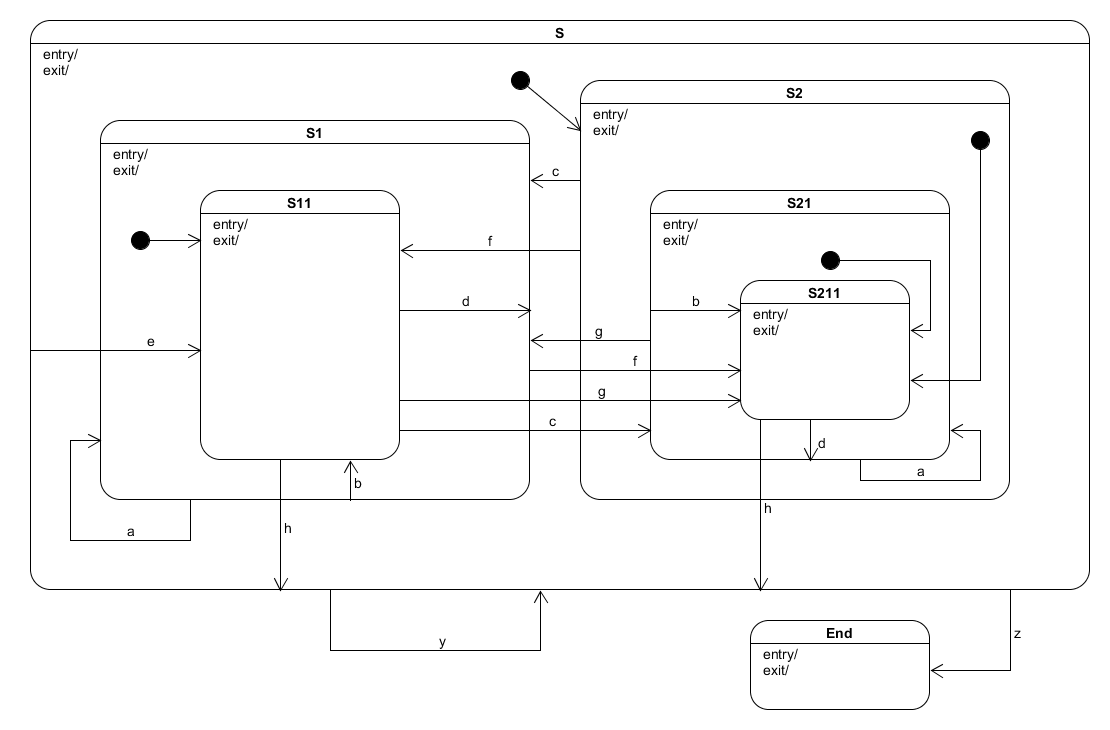 S
entry/
exit/
S2
entry/
exit/
S1
entry/
exit/
c
S11
entry/
exit/
S21
entry/
exit/
f
S211
entry/
exit/
d
b
g
e
f
g
c
d
a
b
h
a
h
y
z
End
entry/
exit/